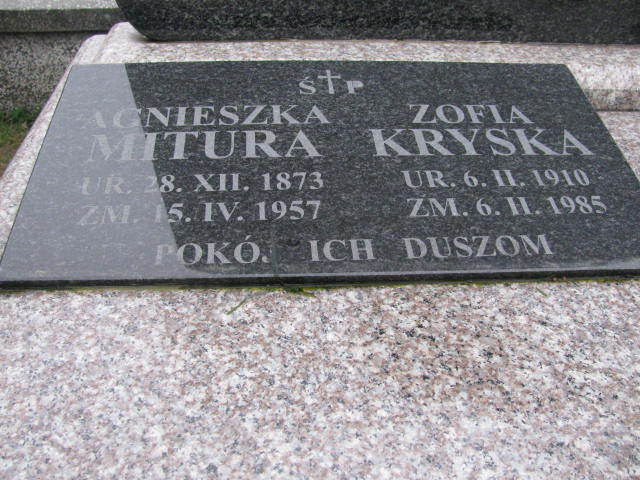 Ś✝P
AGNIESZKA ZOFIA
MITURA KRYSKA
UR. 28. XII. 1873 UR. 6. II. 1910
ZM. 15. IV. 1957 ZM. 6. II. 1985
POKÓJ ICH DUSZOM